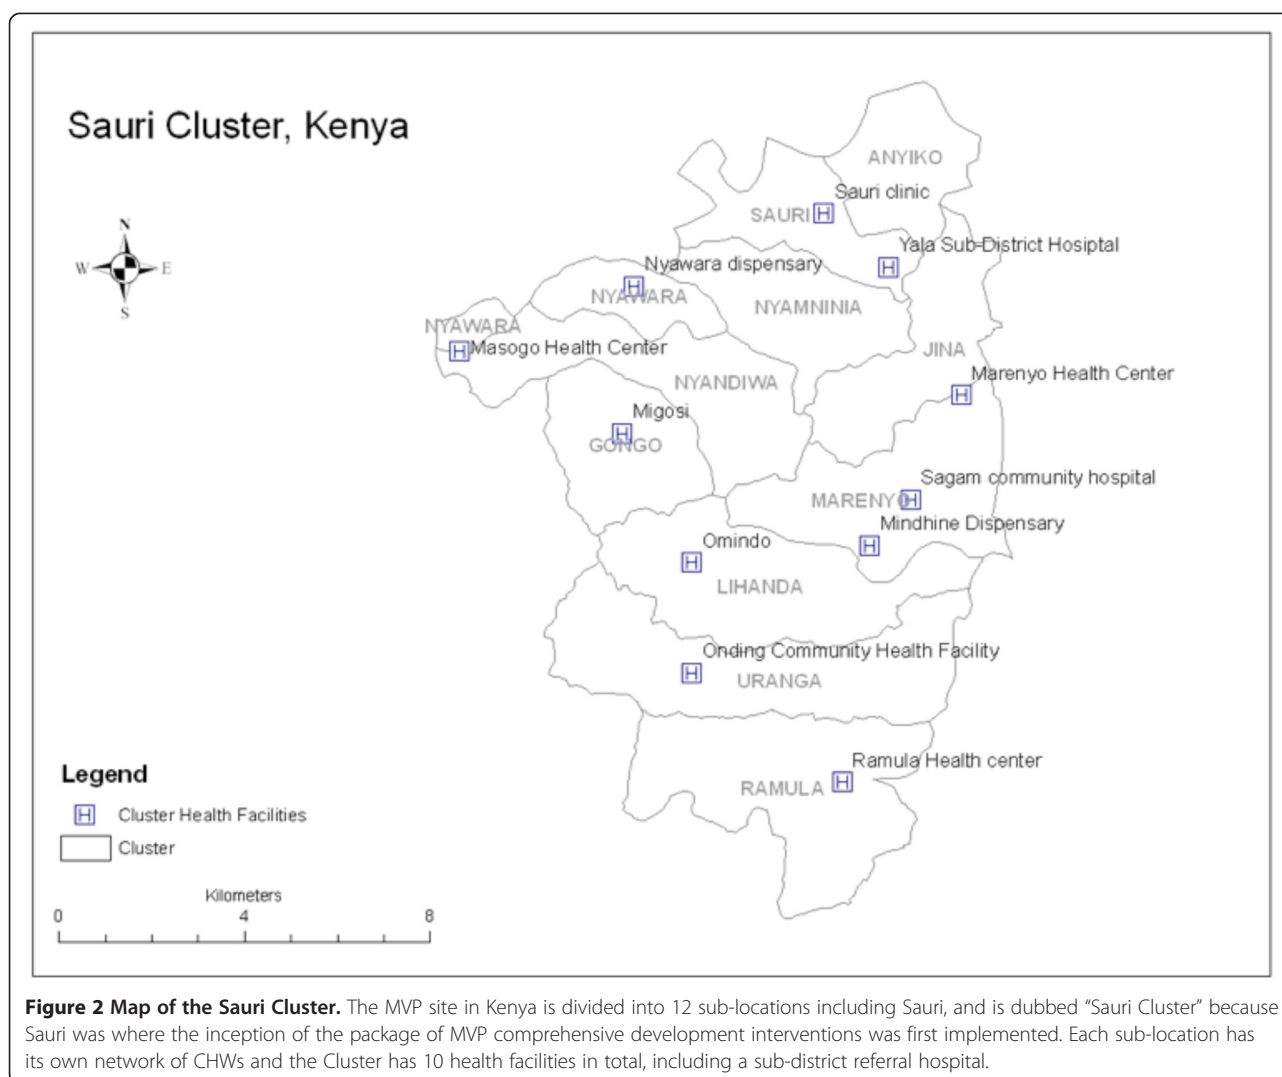 Sauri Cluster, Kenya
N
W
E
S
ANYIKO
Sauri clinic
SAURI
Yala Sub-District Hosiptal
Nyawara dispensary
NYAWARA
NYAMNINIA
NYAWARA
Masogo Health Center
JINA
Marenyo Health Center
NYANDIWA
Migosi
GONGO
Sagam community hospital
MARENYO
Mindhine Dispensary
Omindo
LIHANDA
Onding Community Health Facility
URANGA
Ramula Health center
RAMULA
Legend
H Cluster Health Facilities
Cluster
Kilometers
0 4 8
Figure 2 Map of the Sauri Cluster. The MVP site in Kenya is divided into 12 sub-locations including Sauri, and is dubbed “Sauri Cluster” because
Sauri was where the inception of the package of MVP comprehensive development interventions was first implemented. Each sub-location has
its own network of CHWs and the Cluster has 10 health facilities in total, including a sub-district referral hospital.